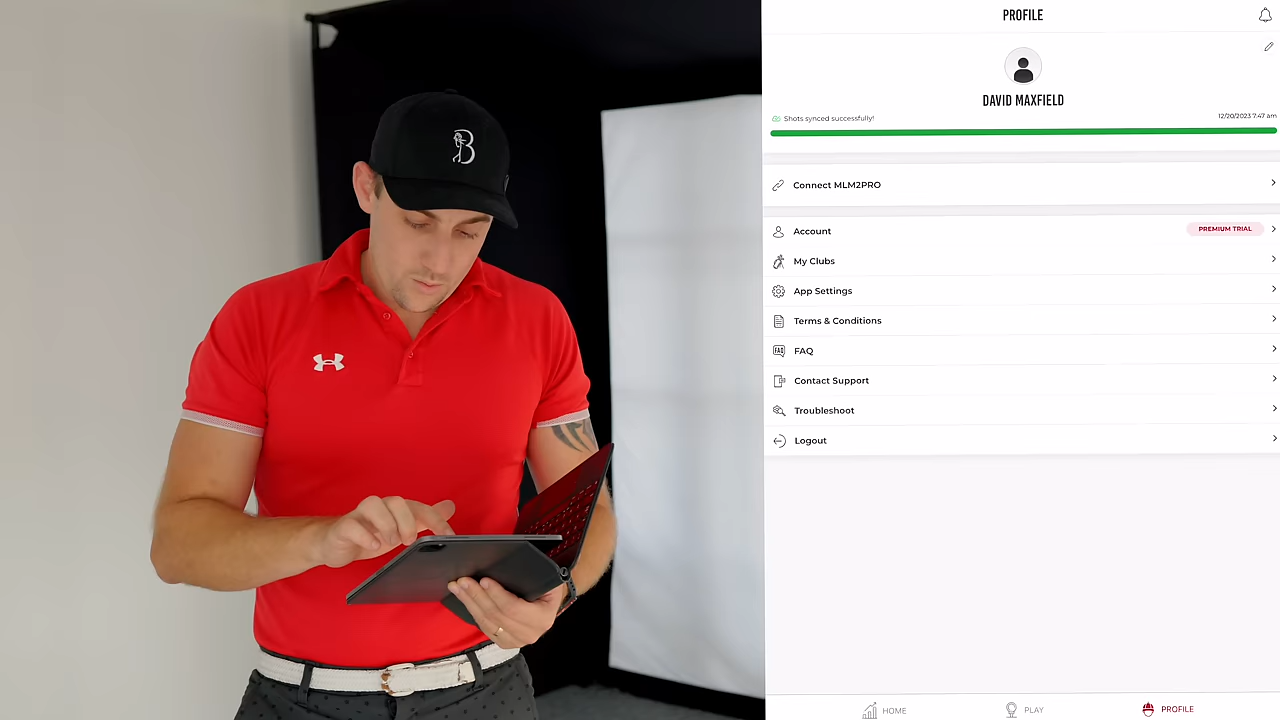 B
PROFILE
DAVID MAXFIELD
Shots synced successfully!
12/20/2023 7:47 am
Connect MLM2PRO
Account
PREMIUM TRIAL
My Clubs
App Settings
Terms & Conditions
FAQ
FAQ
Contact Support
Troubleshoot
Logout
HOME
PLAY
PROFILE